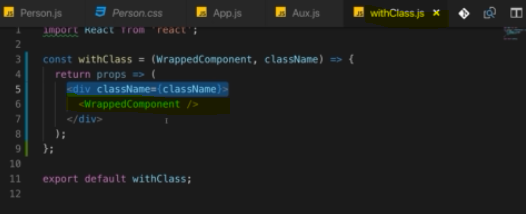 Person.js Person.css App.js Aux.js withClass.js ×
1 import React from 'react';
2
3 const withClass = (WrappedComponent, className) => {
4 return props => (
5 <div className={className}>
6 <WrappedComponent />
7 </div>
8 );
9 };
10
11 export default withClass;
12